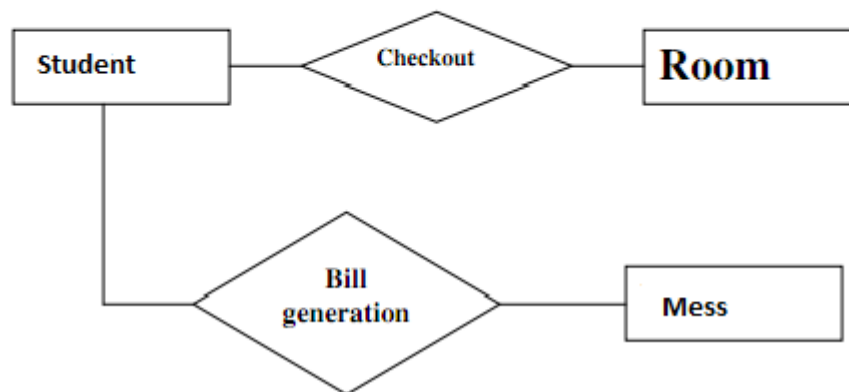 Student
Checkout
Room
Bill
generation
Mess